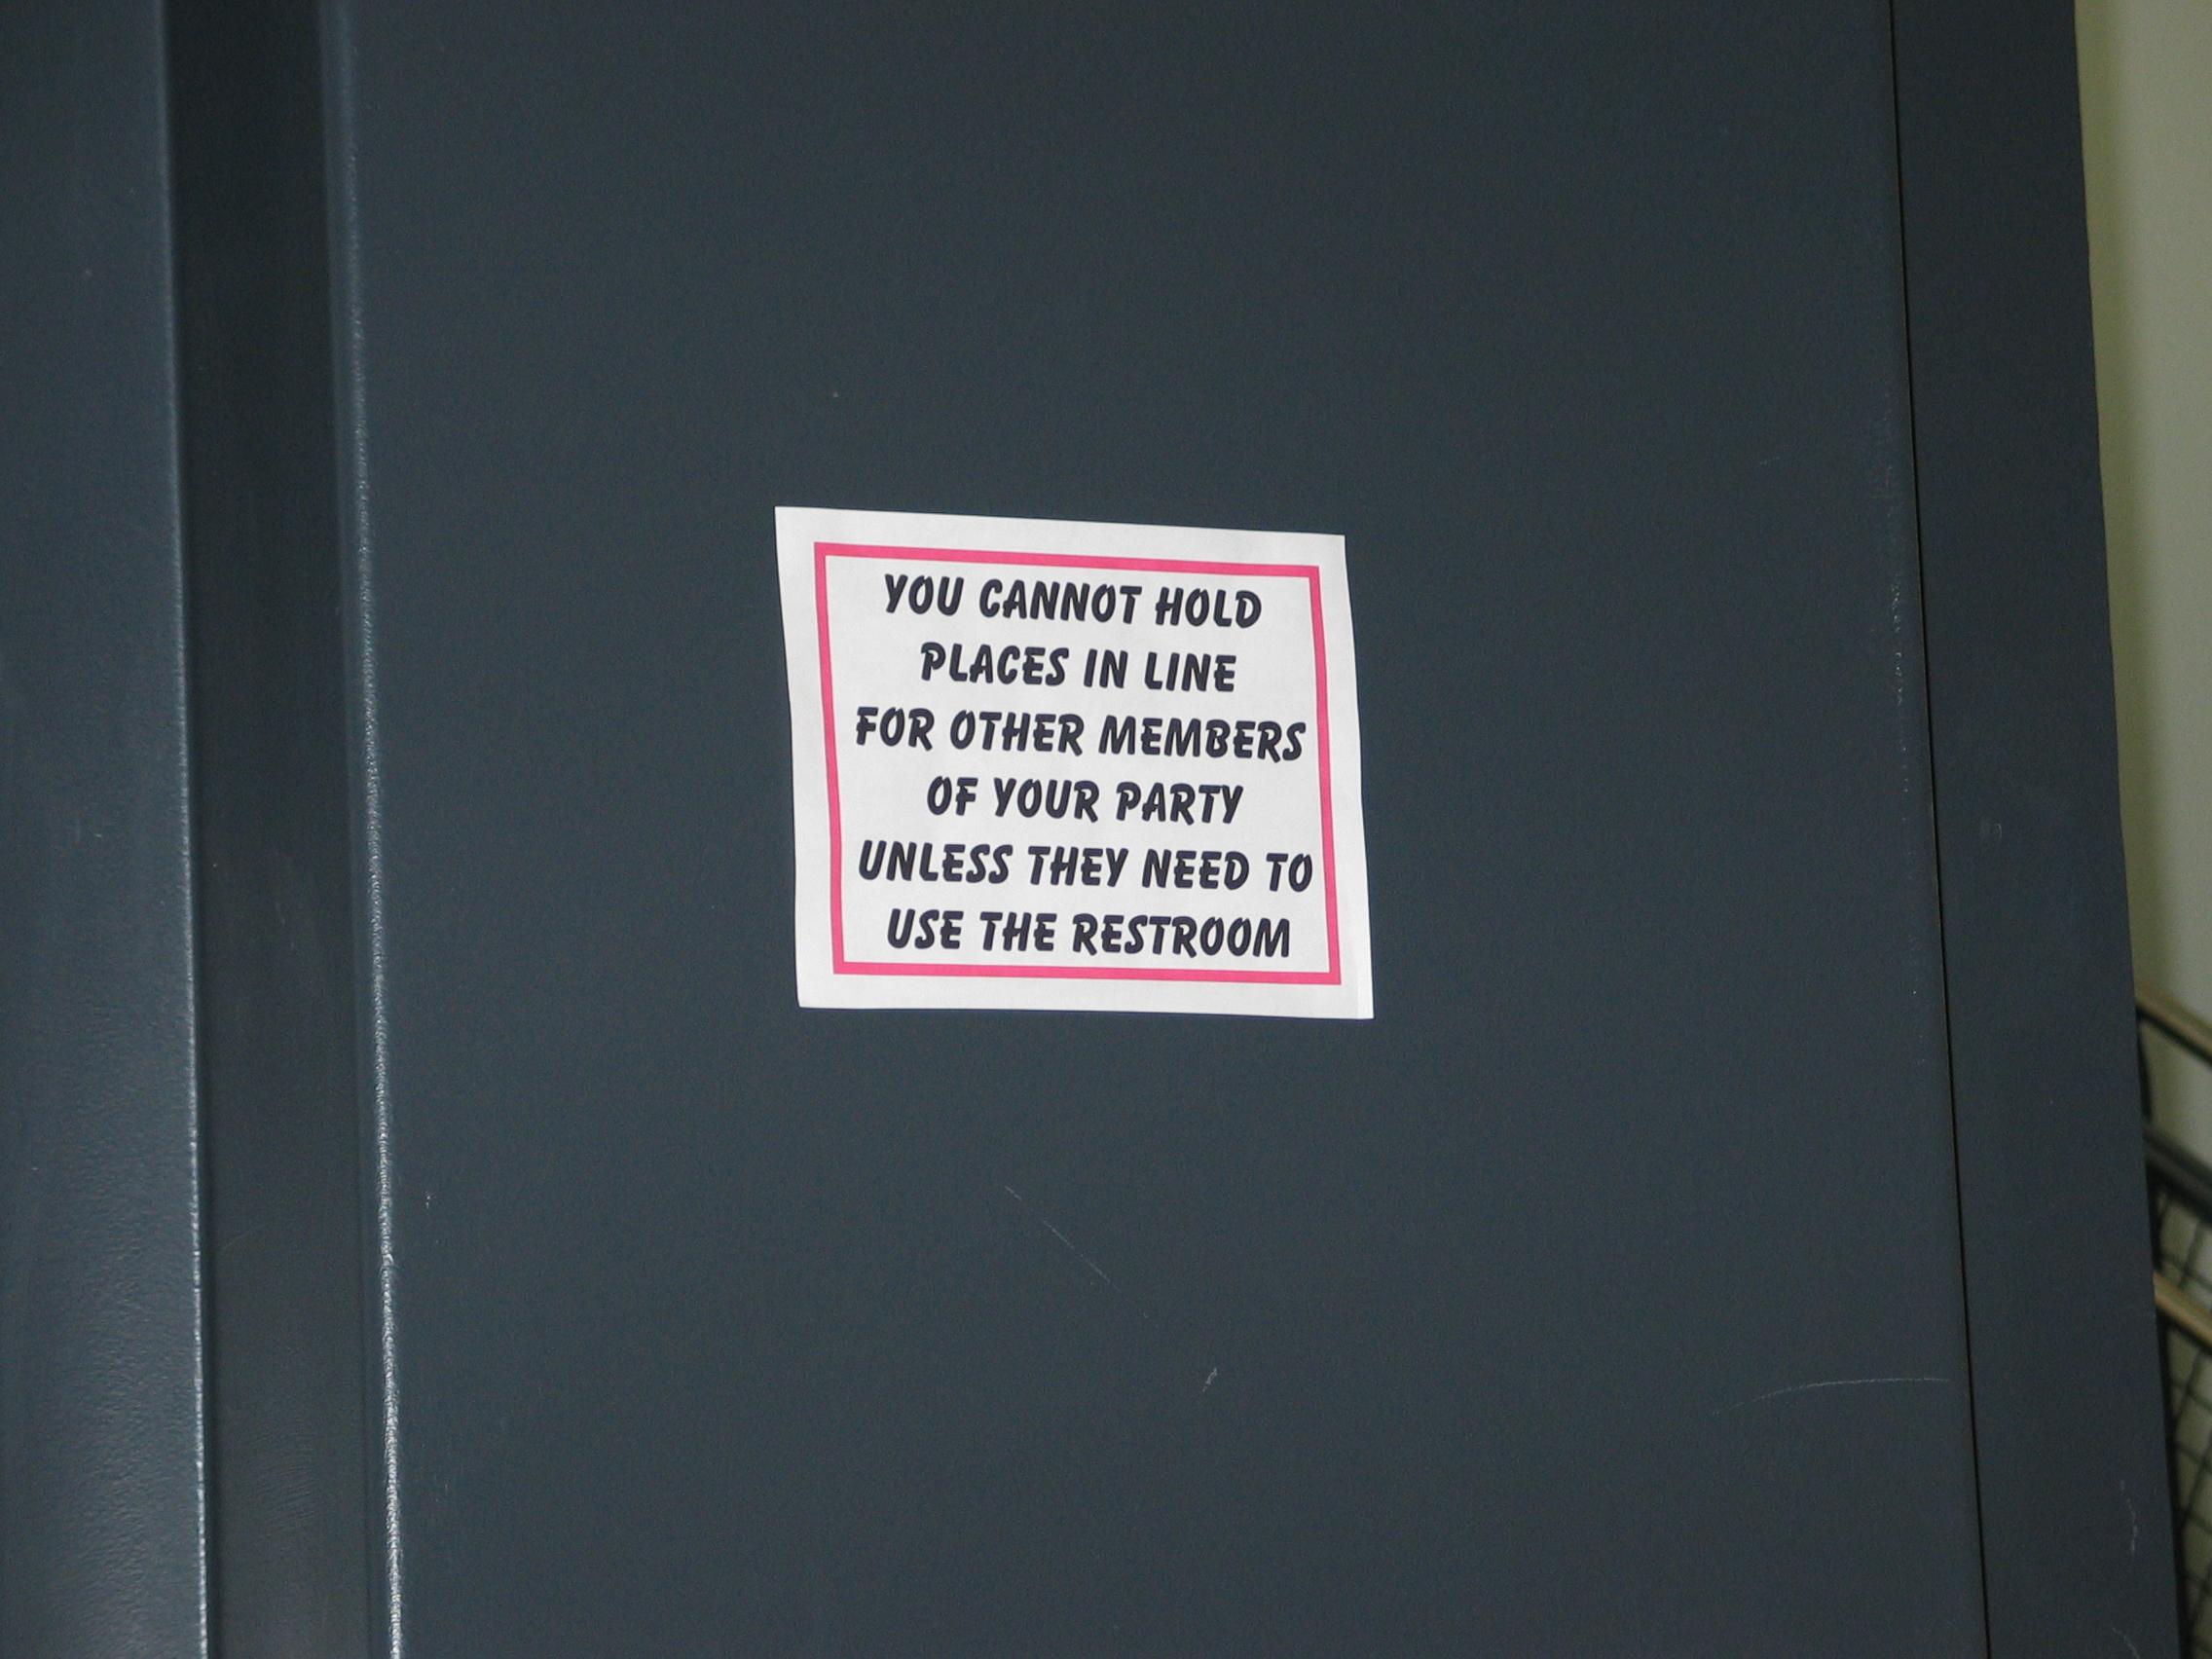 YOU CANNOT HOLD
PLACES IN LINE
FOR OTHER MEMBERS
OF YOUR PARTY
UNLESS THEY NEED TO
USE THE RESTROOM